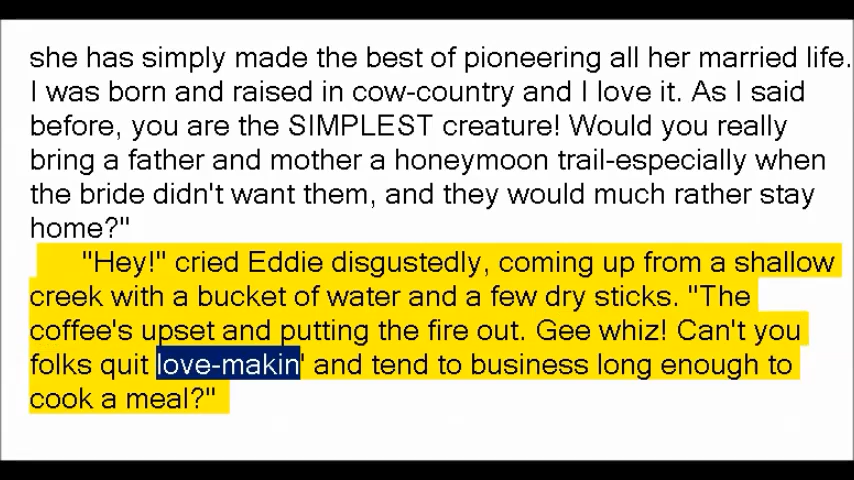 she has simply made the best of pioneering all her married life.
I was born and raised in cow-country and I love it. As I said
before, you are the SIMPLEST creature! Would you really
bring a father and mother a honeymoon trail-especially when
the bride didn't want them, and they would much rather stay
home?"
"Hey!" cried Eddie disgustedly, coming up from a shallow
creek with a bucket of water and a few dry sticks. "The
coffee's upset and putting the fire out. Gee whiz! Can't you
folks quit love-makin' and tend to business long enough to
cook a meal?"